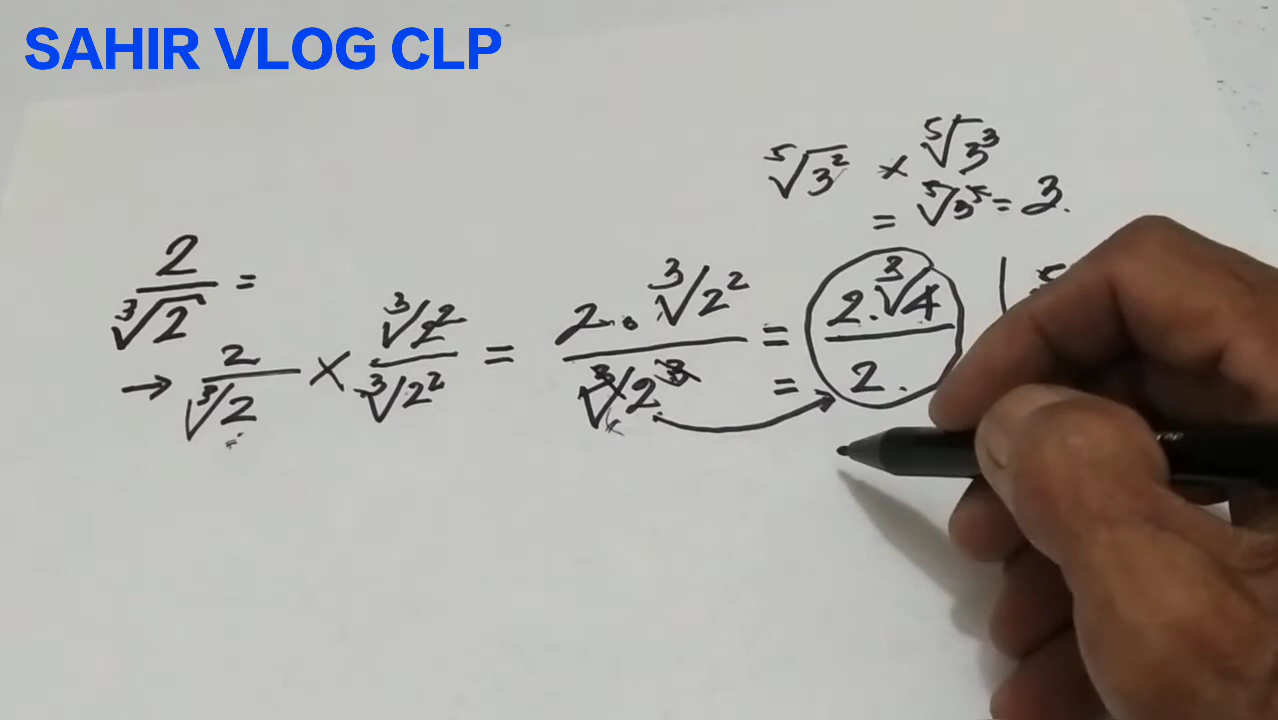 SAHIR VLOG CLP
⁵√3² × ⁵√3³
= ⁵√3⁵ = 3.
2/∛2 =
→ 2/∛2 × ∛2²/∛2² = 2 · ∛2²/∛2³ = = 2.∛4/2.